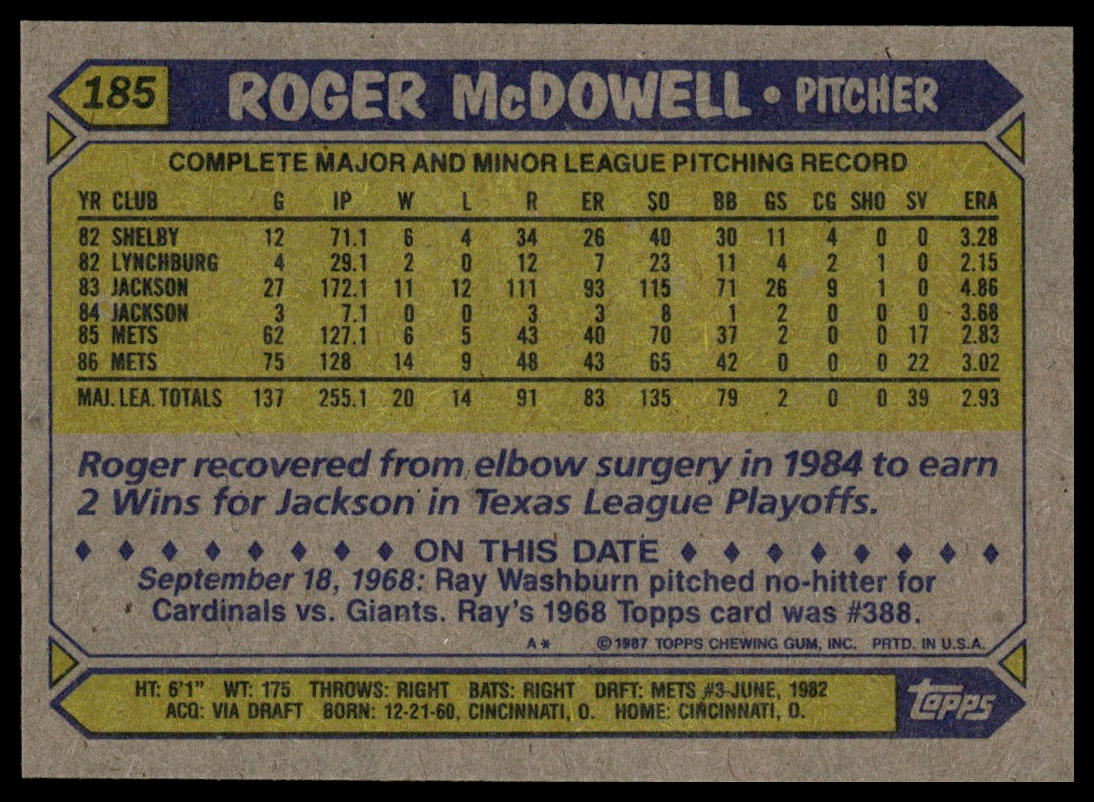 185 ROGER McDOWELL • PITCHER
COMPLETE MAJOR AND MINOR LEAGUE PITCHING RECORD
YR CLUB G IP W L R ER SO BB GS CG SHO SV ERA
82 SHELBY 12 71.1 6 4 34 26 40 30 11 4 0 0 3.28
82 LYNCHBURG 4 29.1 2 0 12 7 23 11 4 2 1 0 2.15
83 JACKSON 27 172.1 11 12 111 93 115 71 26 9 1 0 4.86
84 JACKSON 3 7.1 0 0 3 3 8 1 2 0 0 0 3.68
85 METS 62 127.1 6 5 43 40 70 37 2 0 0 17 2.83
86 METS 75 128 14 9 48 43 65 42 0 0 0 22 3.02
MAJ. LEA. TOTALS 137 255.1 20 14 91 83 135 79 2 0 0 39 2.93
Roger recovered from elbow surgery in 1984 to earn
2 Wins for Jackson in Texas League Playoffs.
ON THIS DATE
September 18, 1968: Ray Washburn pitched no-hitter for
Cardinals vs. Giants. Ray's 1968 Topps card was #388.
A* ©1987 TOPPS CHEWING GUM, INC. PRTD. IN U.S.A.
HT: 6'1" WT: 175 THROWS: RIGHT BATS: RIGHT DRFT: METS #3-JUNE, 1982
ACQ: VIA DRAFT BORN: 12-21-60, CINCINNATI, O. HOME: CINCINNATI, O.
topps